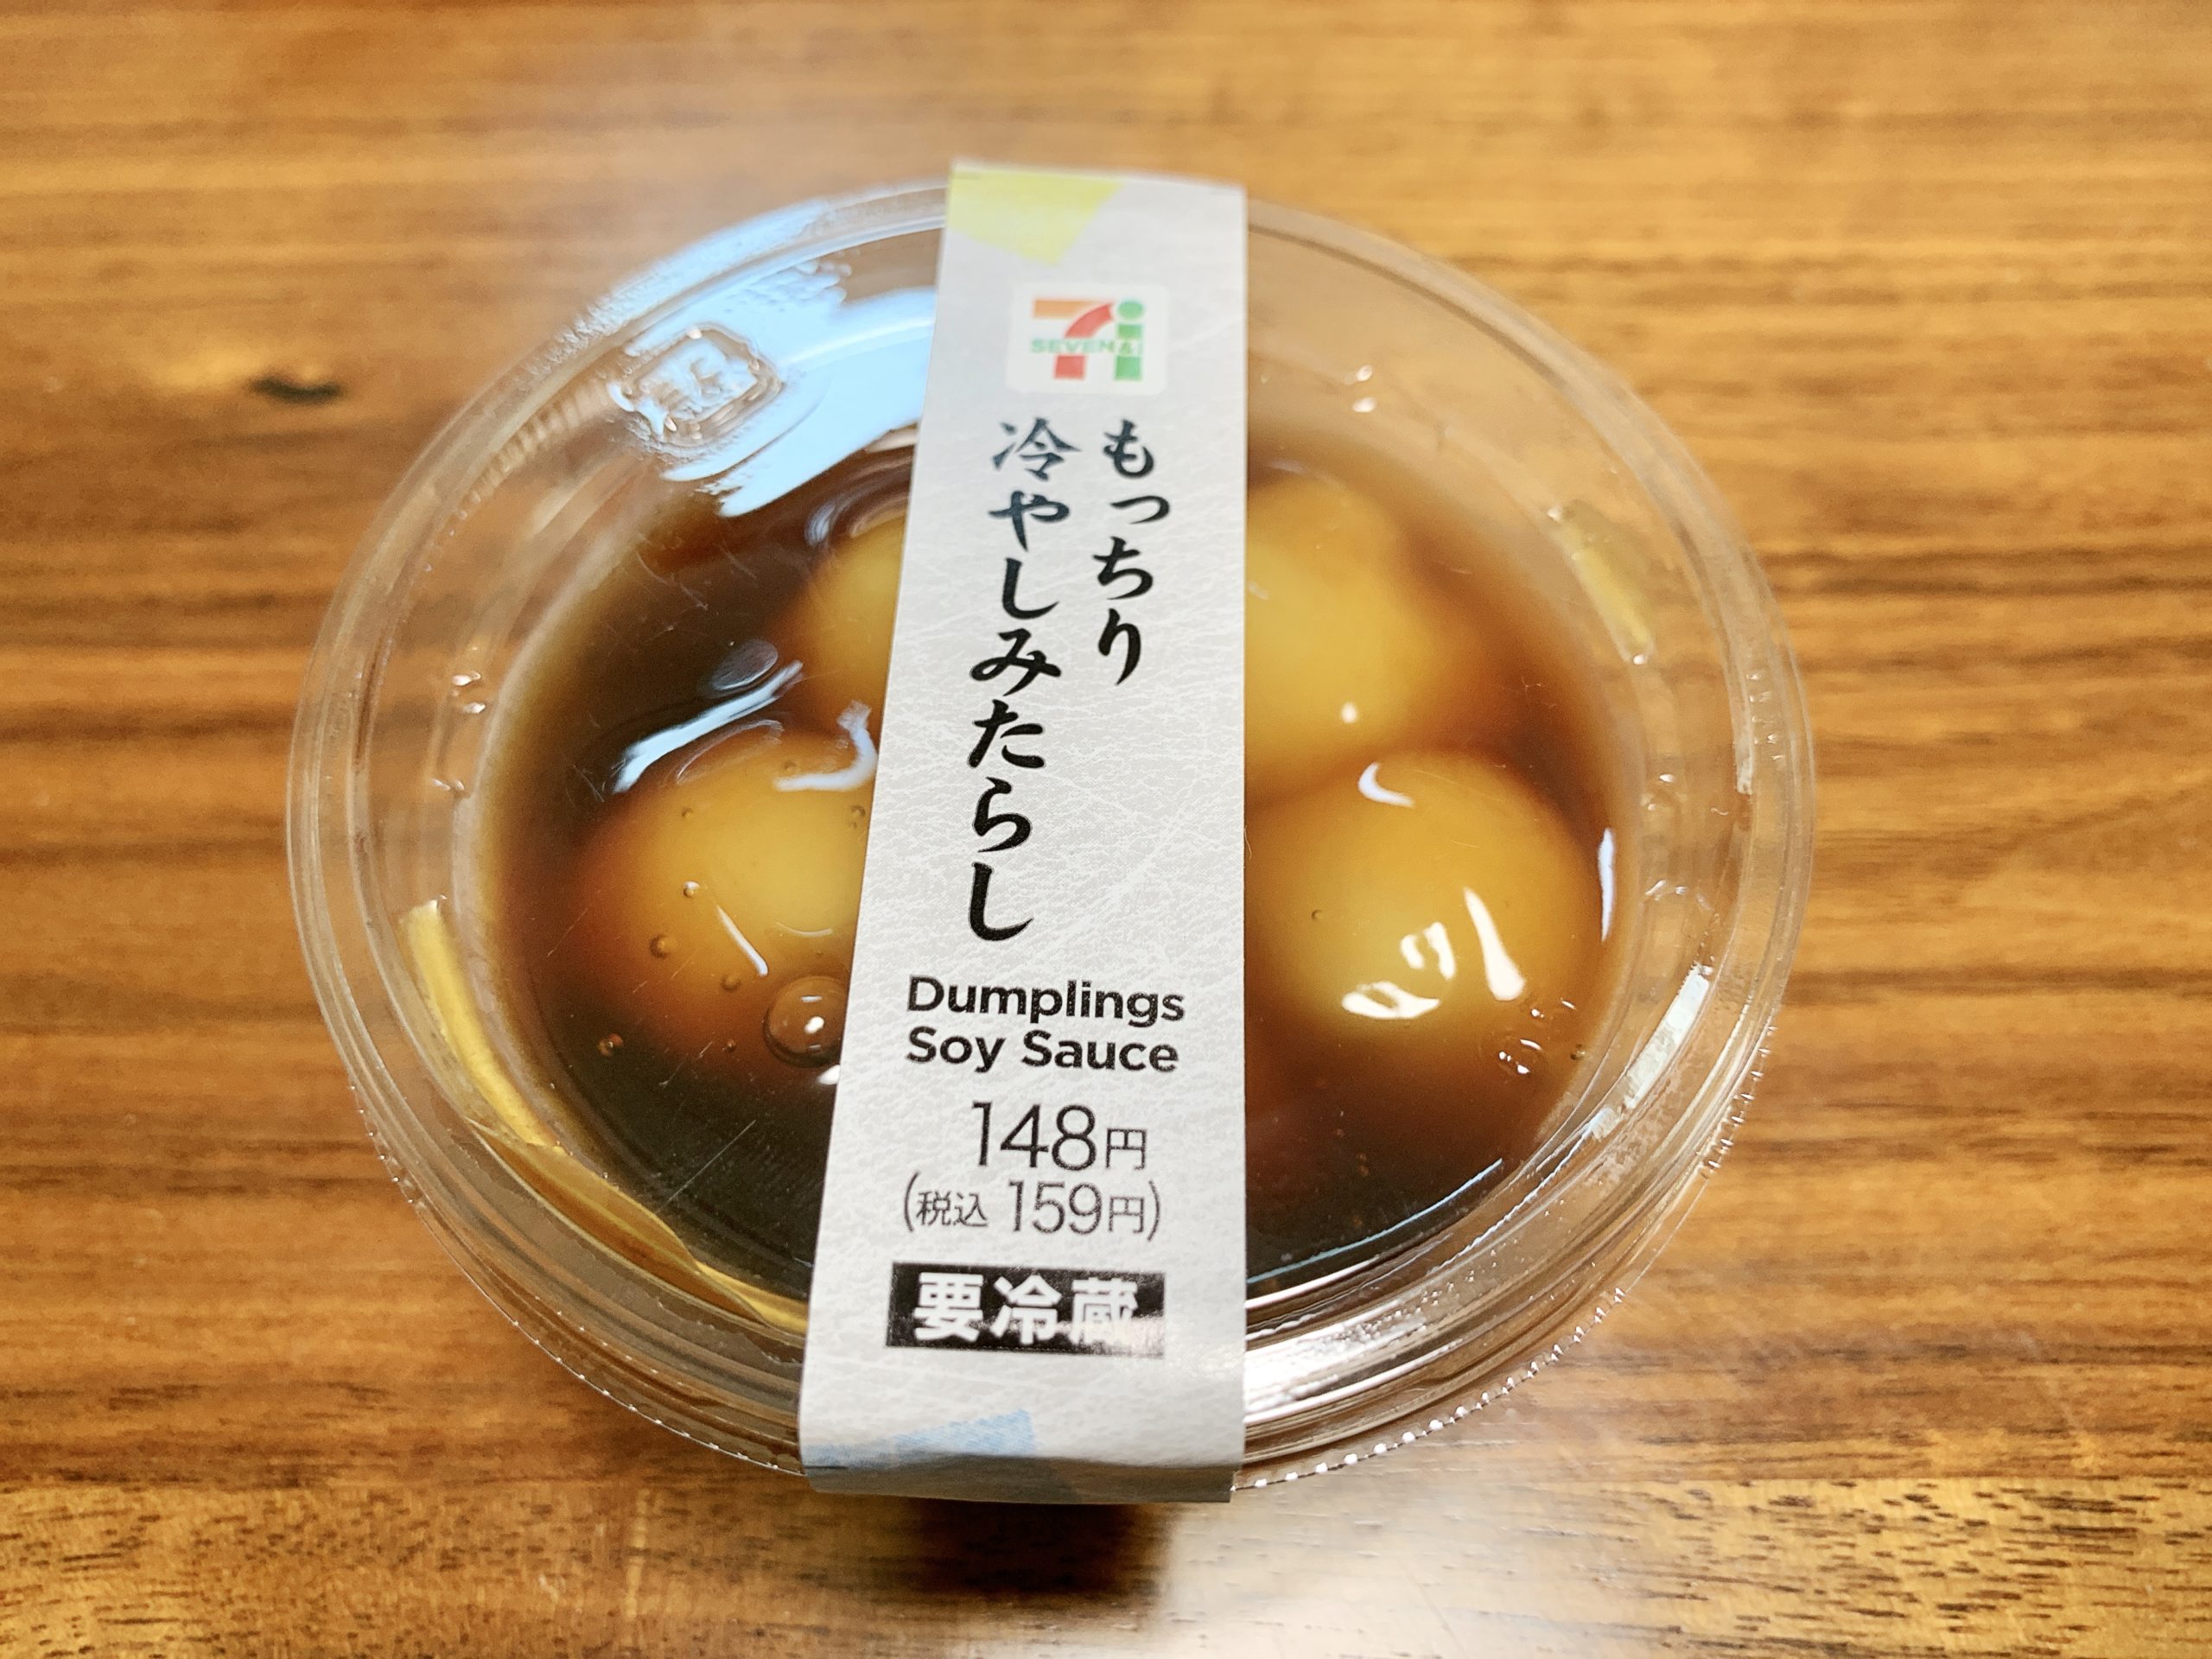 SEVEN&i
もっちり
冷やしみたらし
Dumplings
Soy Sauce
148円
(税込 159円)
要冷蔵